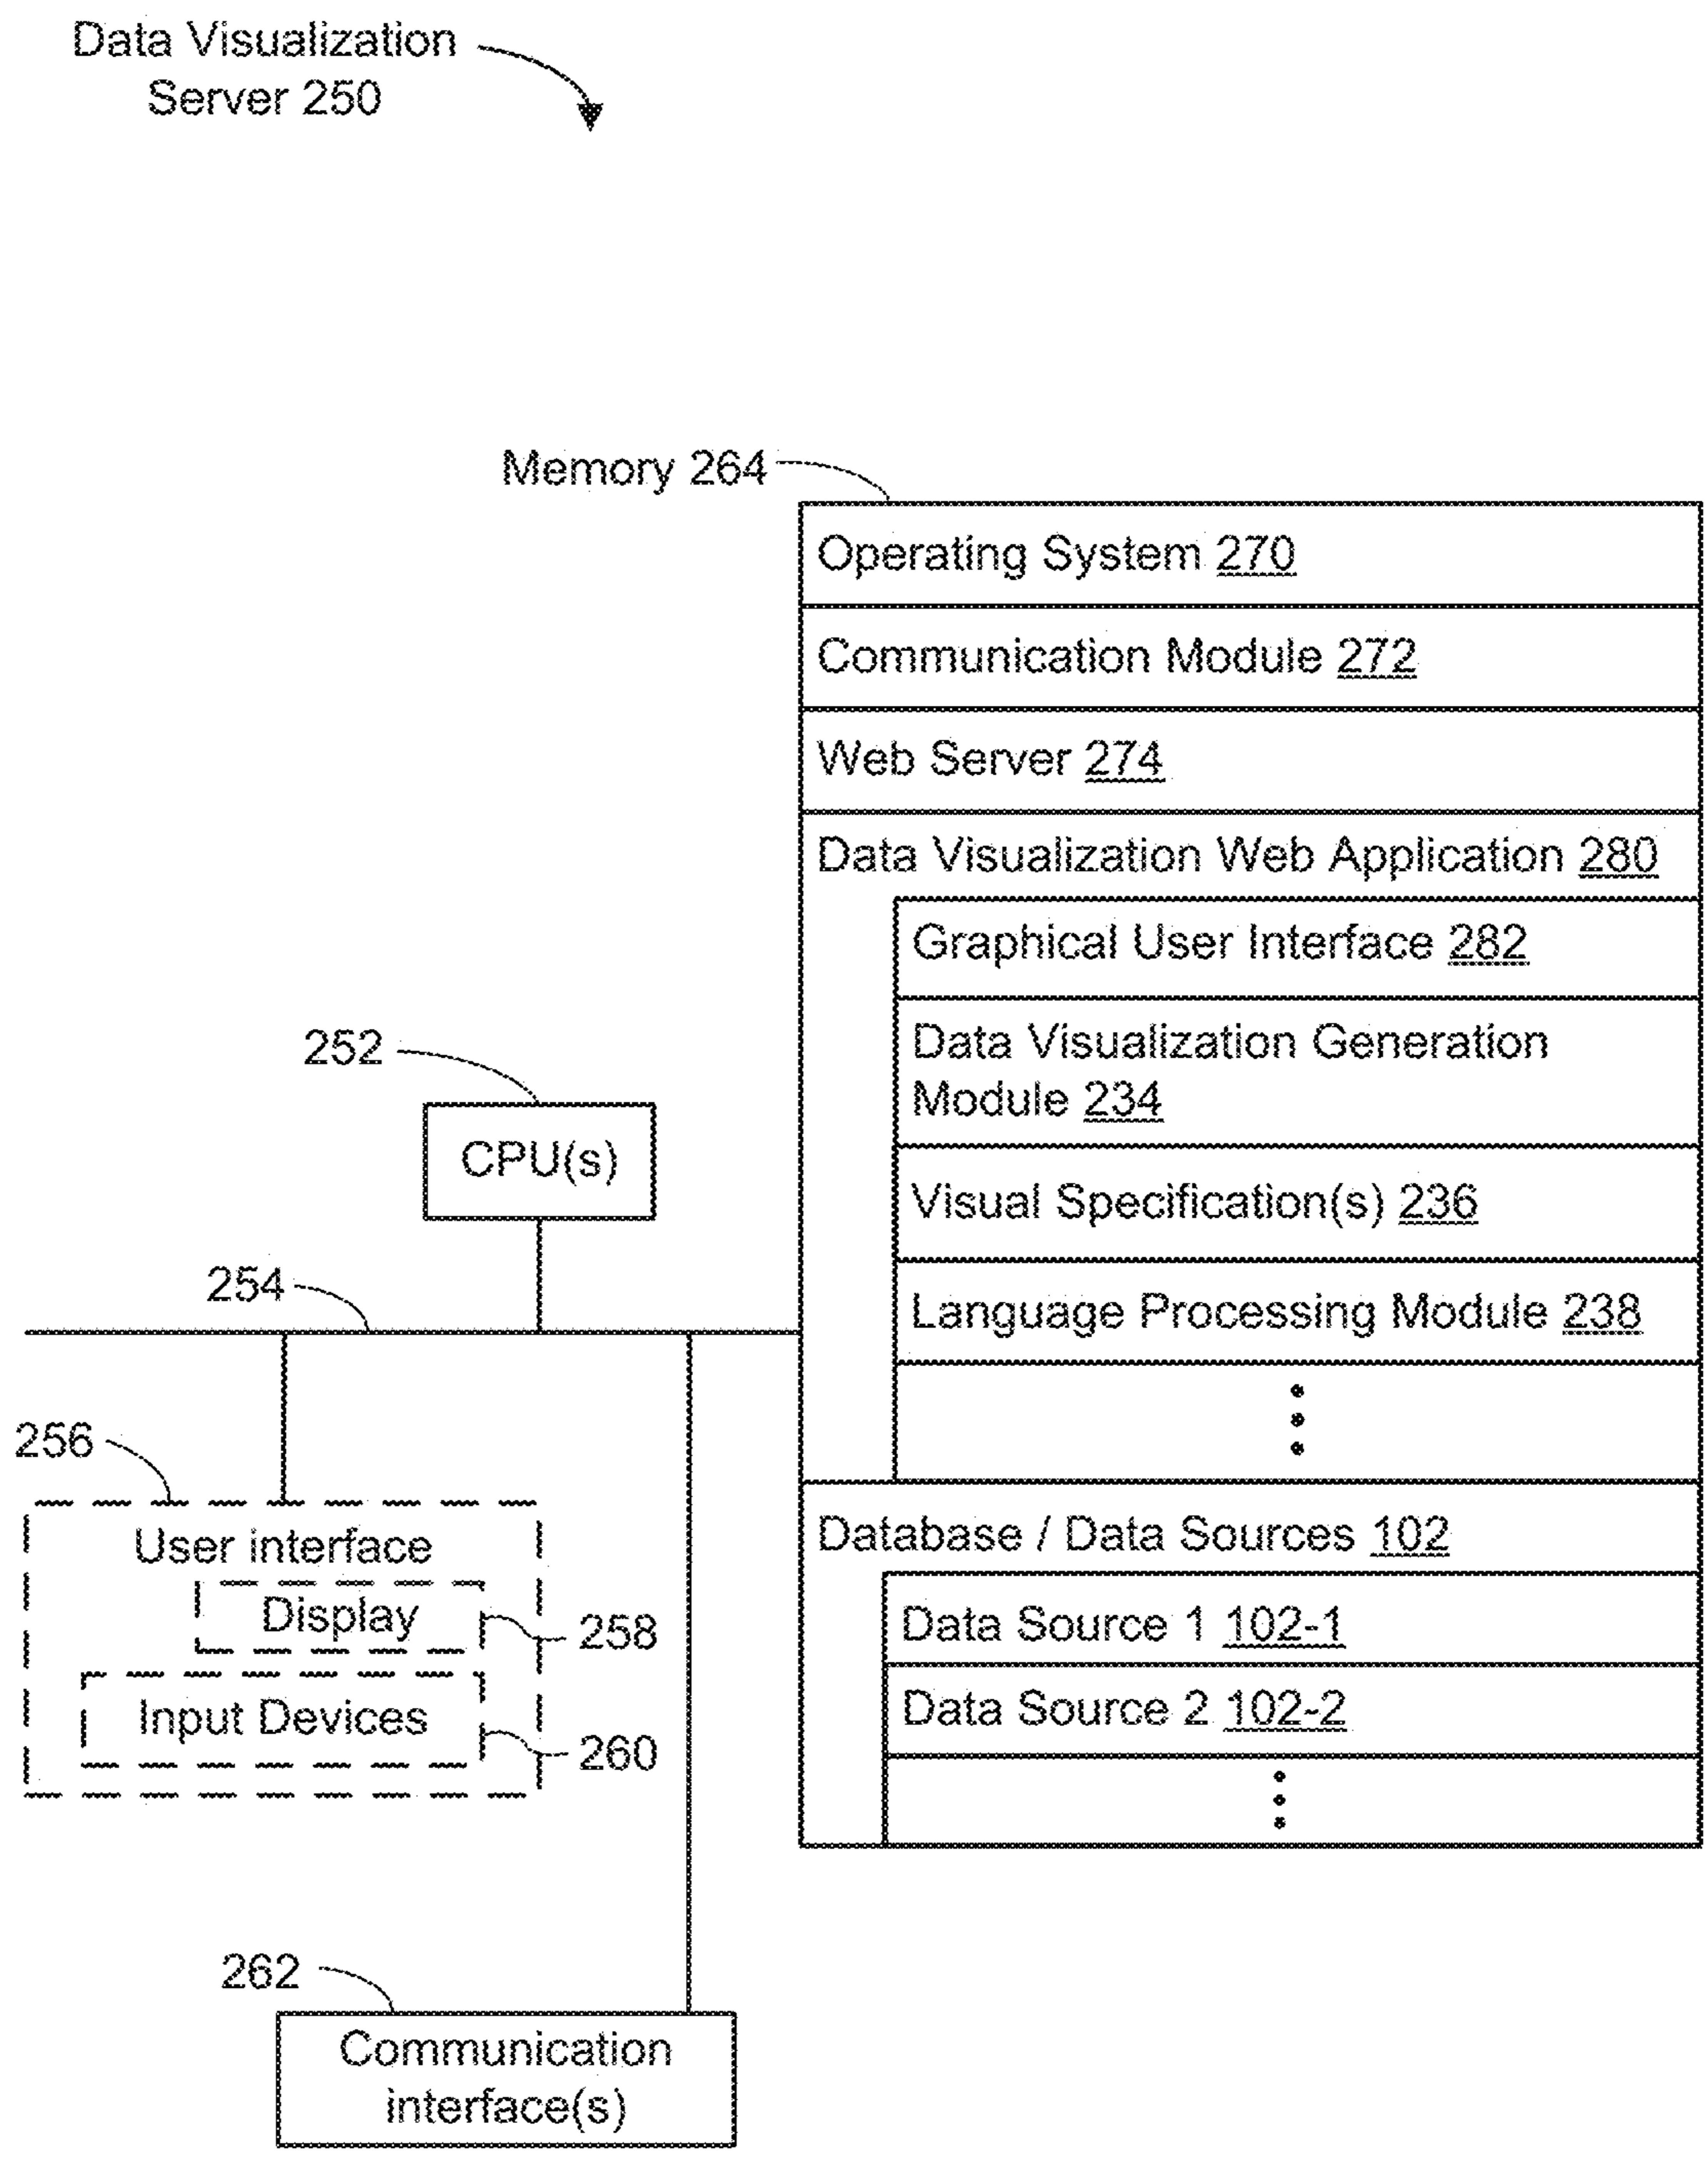 Data Visualization
Server 250
Memory 264
Operating System 270
Communication Module 272
Web Server 274
Data Visualization Web Application 280
Graphical User Interface 282
Data Visualization Generation
Module 234
Visual Specification(s) 236
Language Processing Module 238
Database / Data Sources 102
Data Source 1 102-1
Data Source 2 102-2
252
CPU(s)
254
256
User interface
Display
258
Input Devices
260
262
Communication
interface(s)